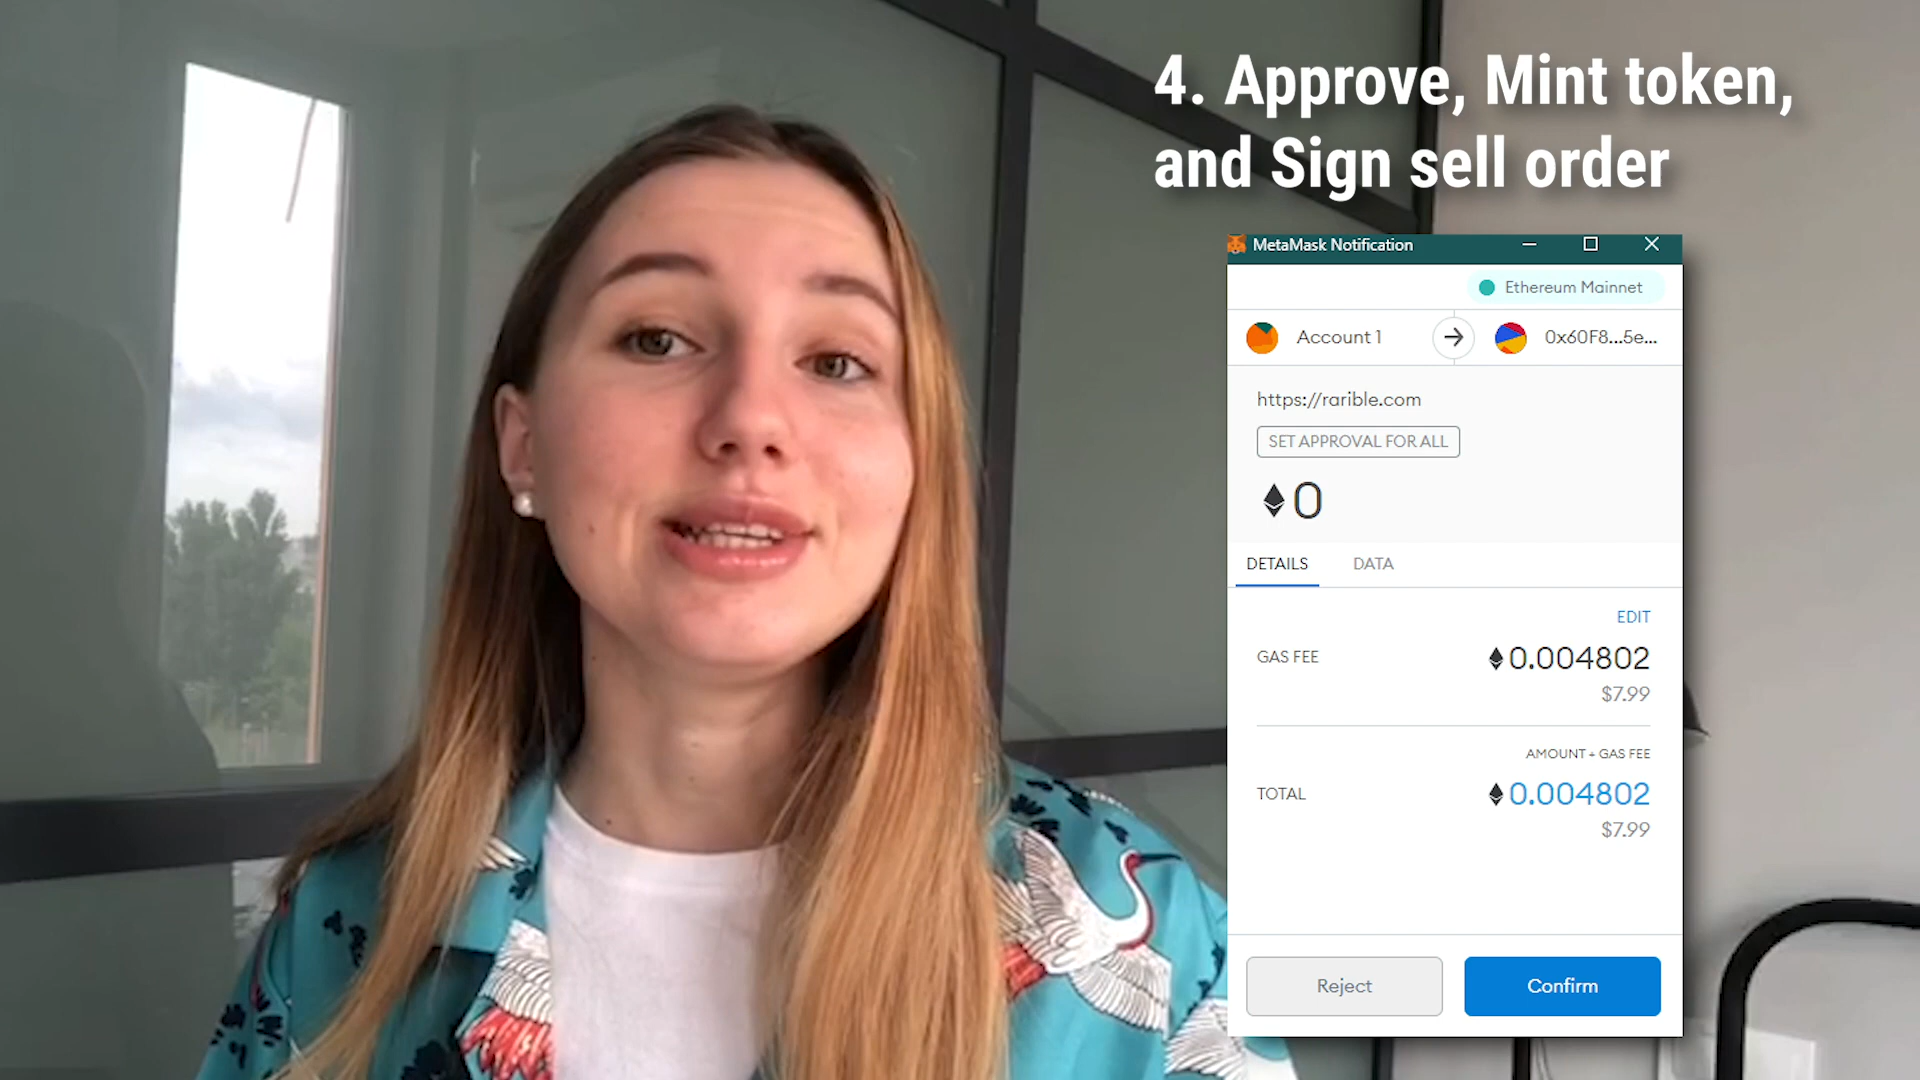 4. Approve, Mint token,
and Sign sell order
MetaMask Notification
Ethereum Mainnet
Account 1
0x60F8...5e...
https://rarible.com
SET APPROVAL FOR ALL
0
DETAILS DATA
EDIT
GAS FEE 0.004802
$7.99
AMOUNT + GAS FEE
TOTAL 0.004802
$7.99
Reject Confirm